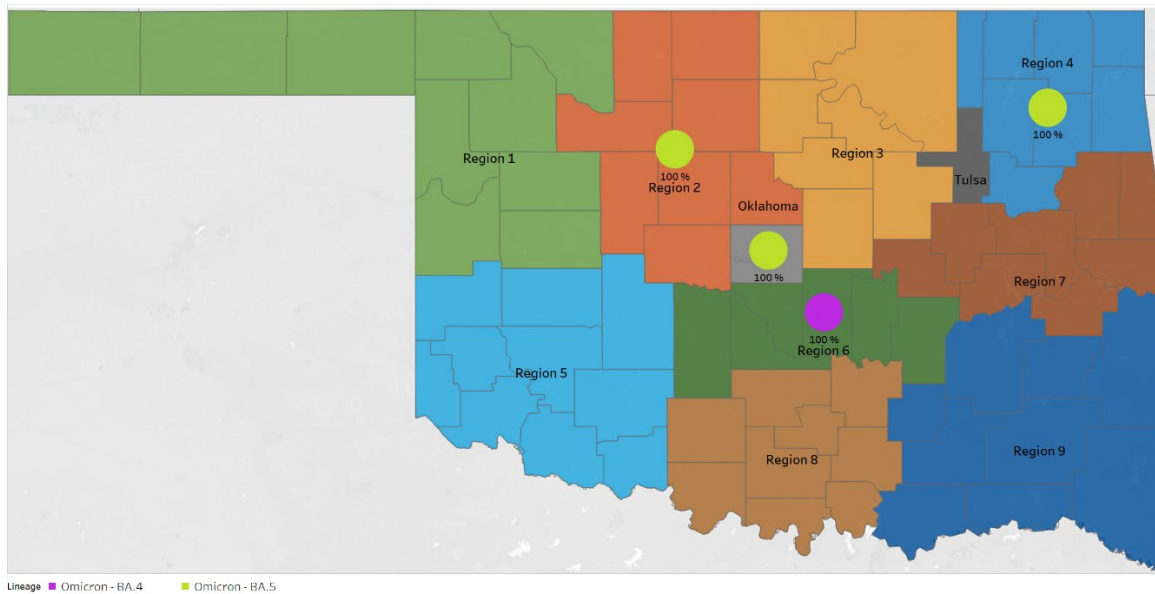 Region 4
100 %
Region 1
Region 3
100 %
Region 2
Tulsa
Oklahoma
100 %
Region 7
100 %
Region 6
Region 5
Region 9
Region 8
Lineage Omicron - BA.4 Omicron - BA.5